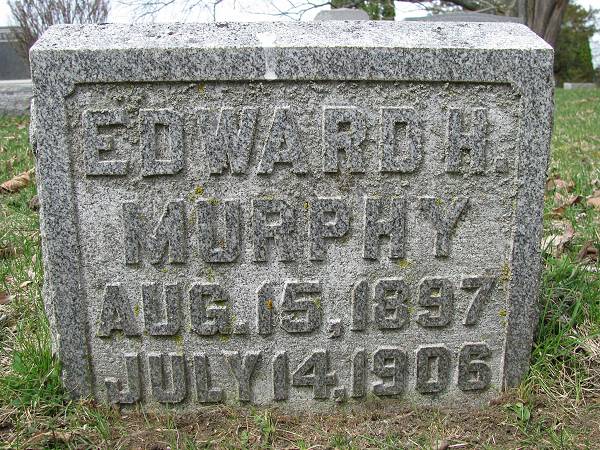 EDWARD H.
MURPHY
AUG. 15, 1897
JULY 14, 1906